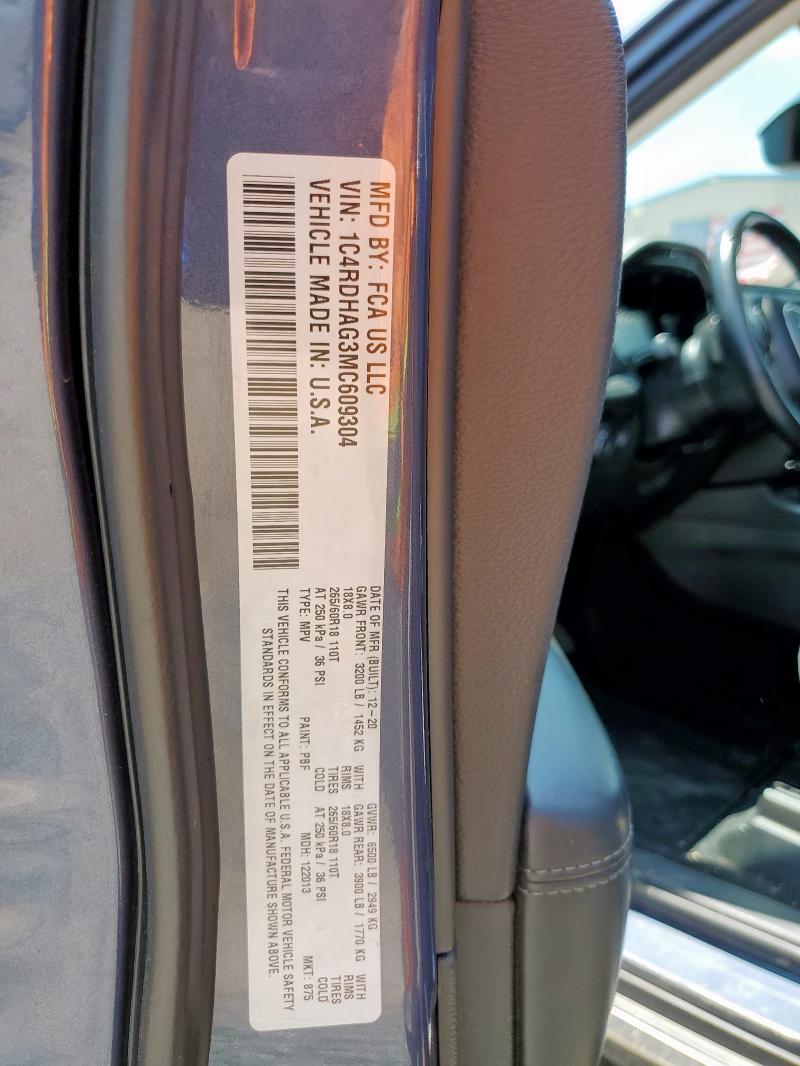 MFD BY: FCA US LLC
VIN: 1C4RDHAG3MC609304
VEHICLE MADE IN: U.S.A.
DATE OF MFR (BUILT): 12-20 GVWR: 6500 LB / 2949 KG
GAWR FRONT: 3200 LB / 1452 KG WITH GAWR REAR: 3900 LB / 1770 KG WITH
18X8.0 RIMS 18X8.0 RIMS
265/60R18 110T TIRES 265/60R18 110T TIRES
AT 250 kPa / 36 PSI COLD AT 250 kPa / 36 PSI COLD
TYPE: MPV PAINT: PBF MDH: 122013 MKT: 875
THIS VEHICLE CONFORMS TO ALL APPLICABLE U.S.A. FEDERAL MOTOR VEHICLE SAFETY
STANDARDS IN EFFECT ON THE DATE OF MANUFACTURE SHOWN ABOVE.